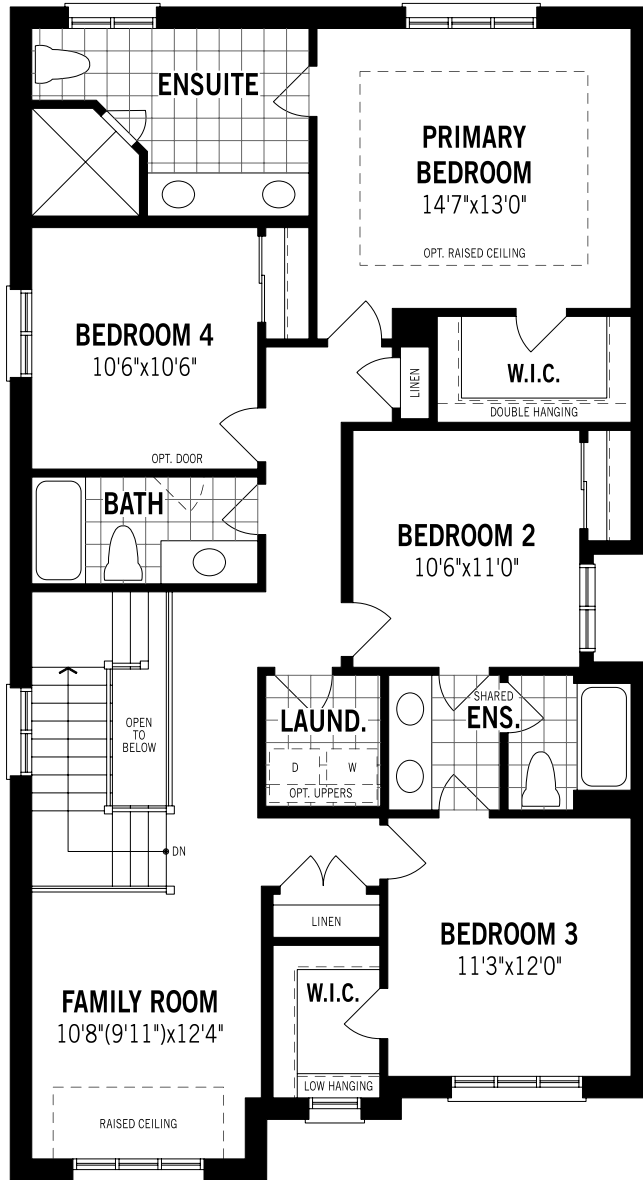 ENSUITE
PRIMARY
BEDROOM
14'7"x13'0"
OPT. RAISED CEILING
BEDROOM 4
10'6"x10'6"
OPT. DOOR
LINEN
W.I.C.
DOUBLE HANGING
BATH
BEDROOM 2
10'6"x11'0"
OPEN
TO
BELOW
DN
LAUND.
D
W
OPT. UPPERS
SHARED
ENS.
LINEN
BEDROOM 3
11'3"x12'0"
W.I.C.
LOW HANGING
FAMILY ROOM
10'8"(9'11")x12'4"
RAISED CEILING